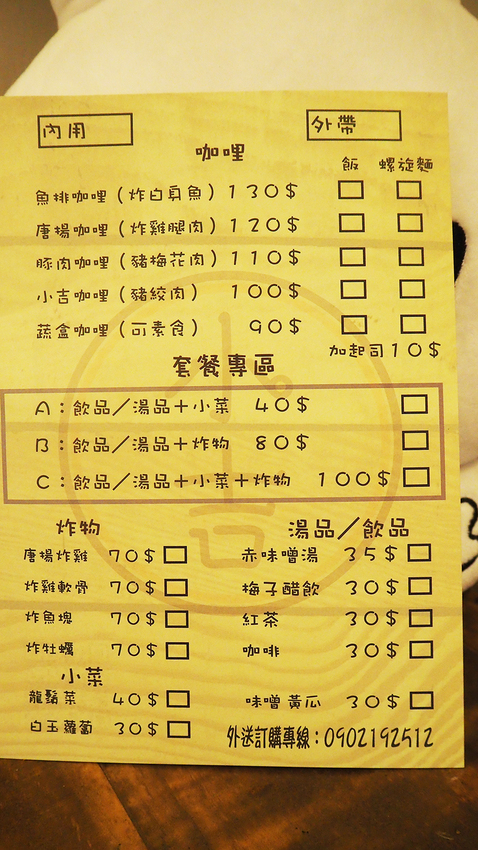 內用 外帶
咖哩
飯 螺旋麵
魚排咖哩（炸白身魚）130$
唐揚咖哩（炸雞腿肉）120$
豚肉咖哩（豬梅花肉）110$
小吉咖哩（豬絞肉） 100$
蔬盒咖哩（可素食） 90$
加起司10$
套餐專區
A：飲品／湯品＋小菜 40$
B：飲品／湯品＋炸物 80$
C：飲品／湯品＋小菜＋炸物 100$
炸物 湯品／飲品
唐揚炸雞 70$ 赤味噌湯 35$
炸雞軟骨 70$ 梅子醋飲 30$
炸魚塊 70$ 紅茶 30$
炸牡蠣 70$ 咖啡 30$
小菜
龍鬚菜 40$ 味噌黃瓜 30$
白玉蘿蔔 30$ 外送訂購專線：0902192512
小吉